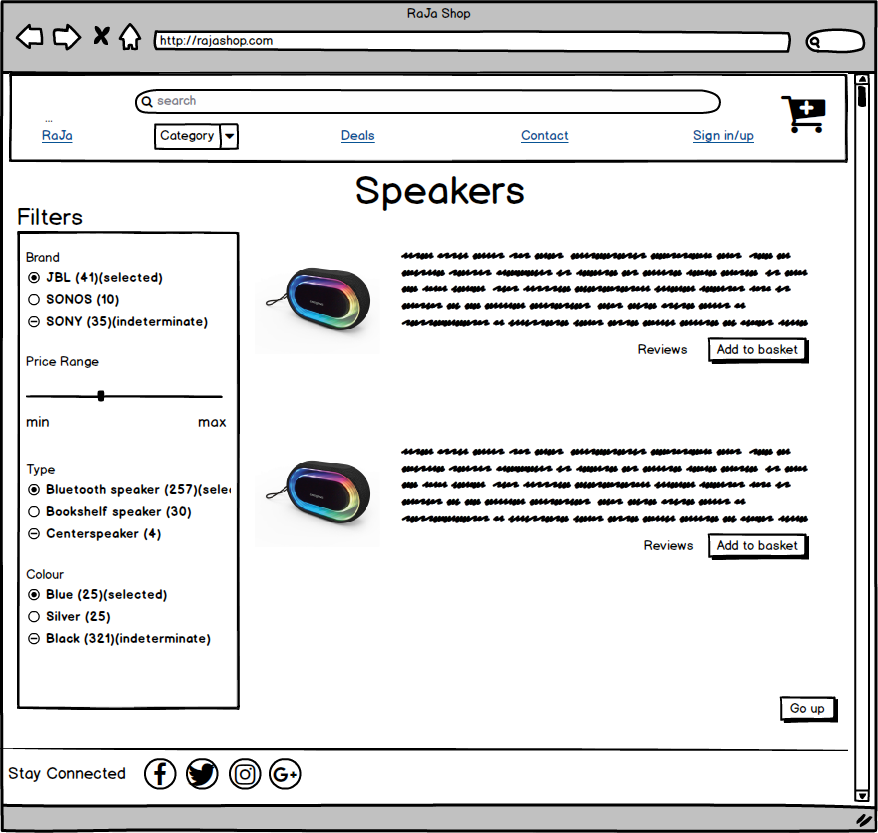 RaJa Shop
http://rajashop.com
search
...
RaJa
Category
Deals
Contact
Sign in/up
Speakers
Filters
Brand
JBL (41)(selected)
SONOS (10)
SONY (35)(indeterminate)
Price Range
min
max
Type
Bluetooth speaker (257)(sele
Bookshelf speaker (30)
Centerspeaker (4)
Colour
Blue (25)(selected)
Silver (25)
Black (321)(indeterminate)
Reviews
Add to basket
Reviews
Add to basket
Go up
Stay Connected